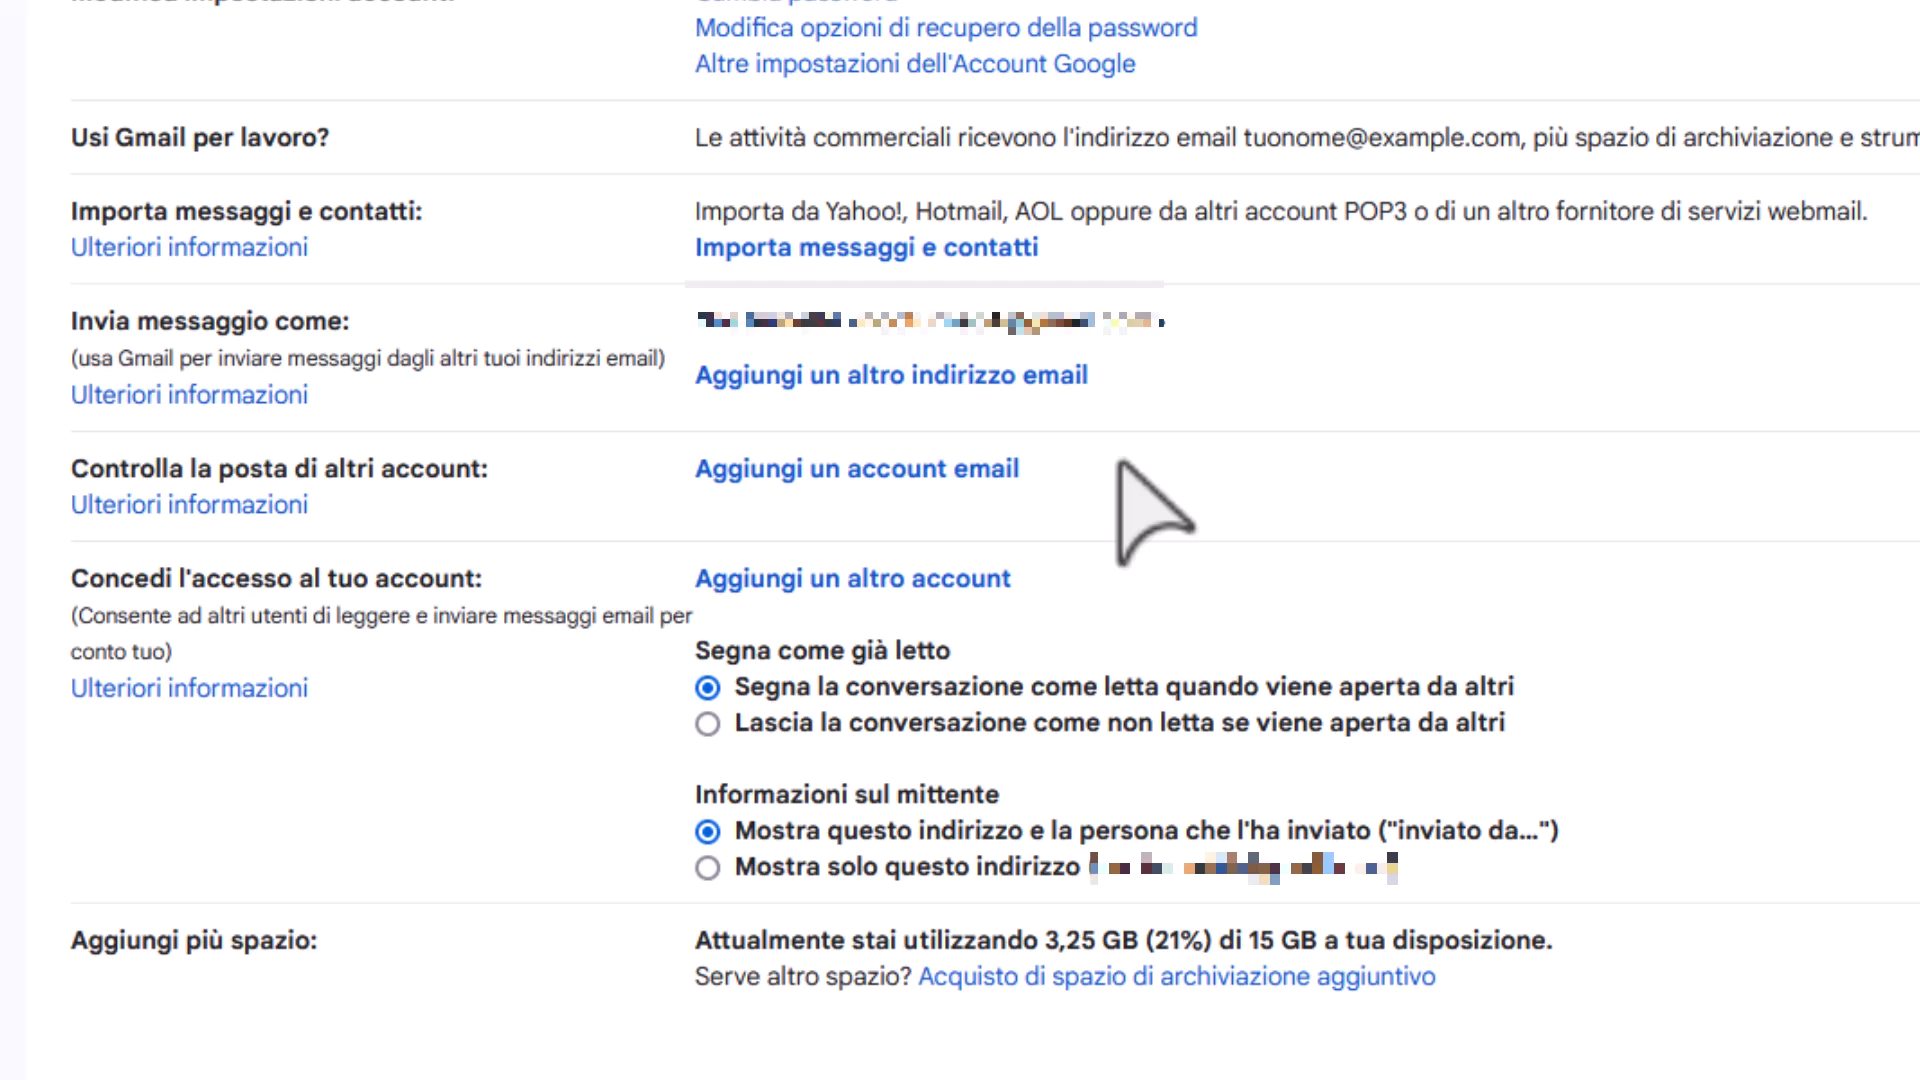 Modifica opzioni di recupero della password
Altre impostazioni dell'Account Google
Usi Gmail per lavoro?
Le attività commerciali ricevono l'indirizzo email tuonome@example.com, più spazio di archiviazione e
Importa messaggi e contatti:
Importa da Yahoo!, Hotmail, AOL oppure da altri account POP3 o di un altro fornitore di servizi webmail.
Ulteriori informazioni
Importa messaggi e contatti
Invia messaggio come:
(usa Gmail per inviare messaggi dagli altri tuoi indirizzi email)
Aggiungi un altro indirizzo email
Ulteriori informazioni
Controlla la posta di altri account:
Aggiungi un account email
Ulteriori informazioni
Concedi l'accesso al tuo account:
Aggiungi un altro account
(Consente ad altri utenti di leggere e inviare messaggi email per
conto tuo)
Ulteriori informazioni
Segna come già letto
Segna la conversazione come letta quando viene aperta da altri
Lascia la conversazione come non letta se viene aperta da altri
Informazioni sul mittente
Mostra questo indirizzo e la persona che l'ha inviato ("inviato da...")
Mostra solo questo indirizzo
Aggiungi più spazio:
Attualmente stai utilizzando 3,25 GB (21%) di 15 GB a tua disposizione.
Serve altro spazio? Acquisto di spazio di archiviazione aggiuntivo